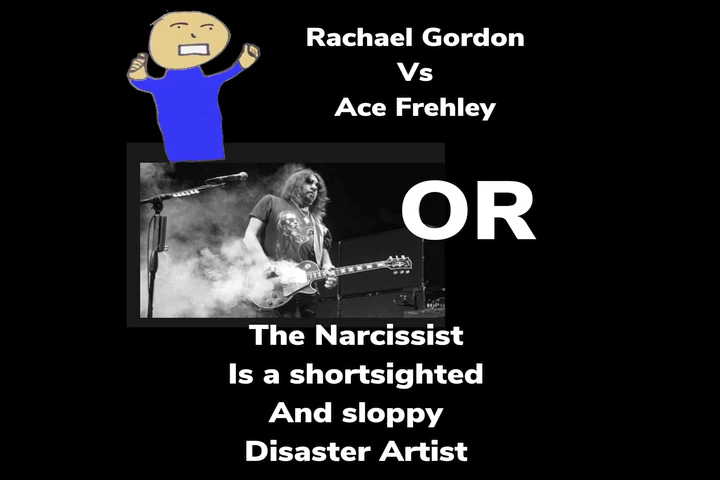 Rachael Gordon
Vs
Ace Frehley
OR
The Narcissist
Is a shortsighted
And sloppy
Disaster Artist